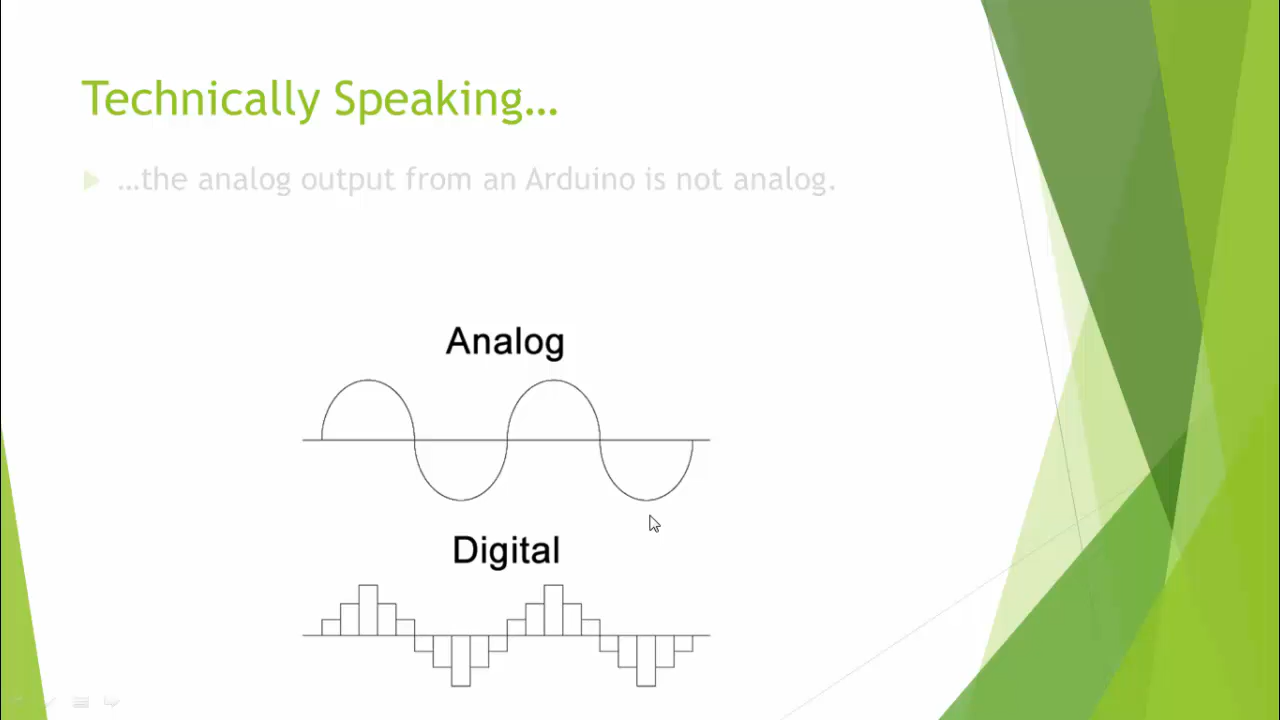 Technically Speaking…
…the analog output from an Arduino is not analog.
Analog
Digital